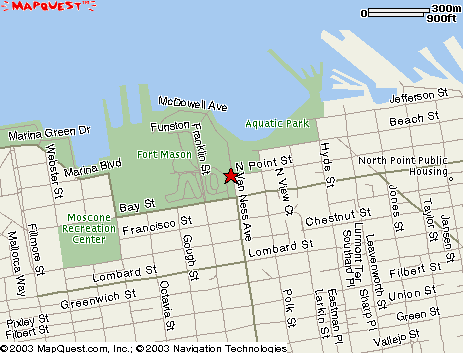 MAPQUEST™
0 300m
900ft
McDowell Ave
Jefferson St
Beach St
Aquatic Park
Funston
Franklin St
Marina Green Dr
Fort Mason
Webster St
Marina Blvd
N Point St
Hyde St
North Point Public
Housing
N View Ct
N Van Ness Ave
Bay St
Moscone
Recreation
Center
Francisco St
Chestnut St
Jones St
Taylor St
Jansen St
Fillmore St
Mallorca Way
Gough St
Lombard St
Lurmont Ter
Southard Pl
Leavenworth St
Sharp Pl
Lombard St
Filbert St
Greenwich St
Octavia St
Polk St
Larkin St
Eastman Pl
Union St
Green St
Pixley St
Filbert St
Vallejo St
©2003 MapQuest.com, Inc.; ©2003 Navigation Technologies